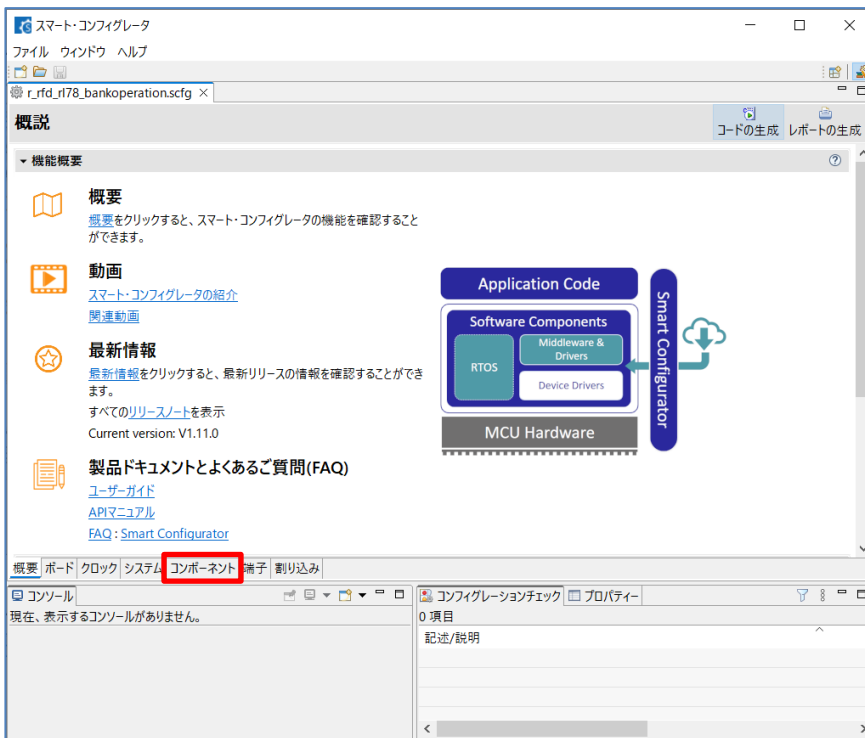 スマート・コンフィグレータ
ファイル ウィンドウ ヘルプ
r_rfd_rl78_bankoperation.scfg
概説
コードの生成 レポートの生成
機能概要
概要
概要をクリックすると、スマート・コンフィグレータの機能を確認すること
ができます。
動画
スマート・コンフィグレータの紹介
関連動画
最新情報
最新情報をクリックすると、最新リリースの情報を確認することができ
ます。
すべてのリリースノートを表示
Current version: V1.11.0
製品ドキュメントとよくあるご質問(FAQ)
ユーザーガイド
APIマニュアル
FAQ : Smart Configurator
Application Code
Software Components
RTOS
Middleware &
Drivers
Device Drivers
MCU Hardware
Smart Configurator
概要 ボード クロック システム コンポーネント 端子 割り込み
コンソール
現在、表示するコンソールがありません。
コンフィグレーションチェック プロパティー
0 項目
記述/説明